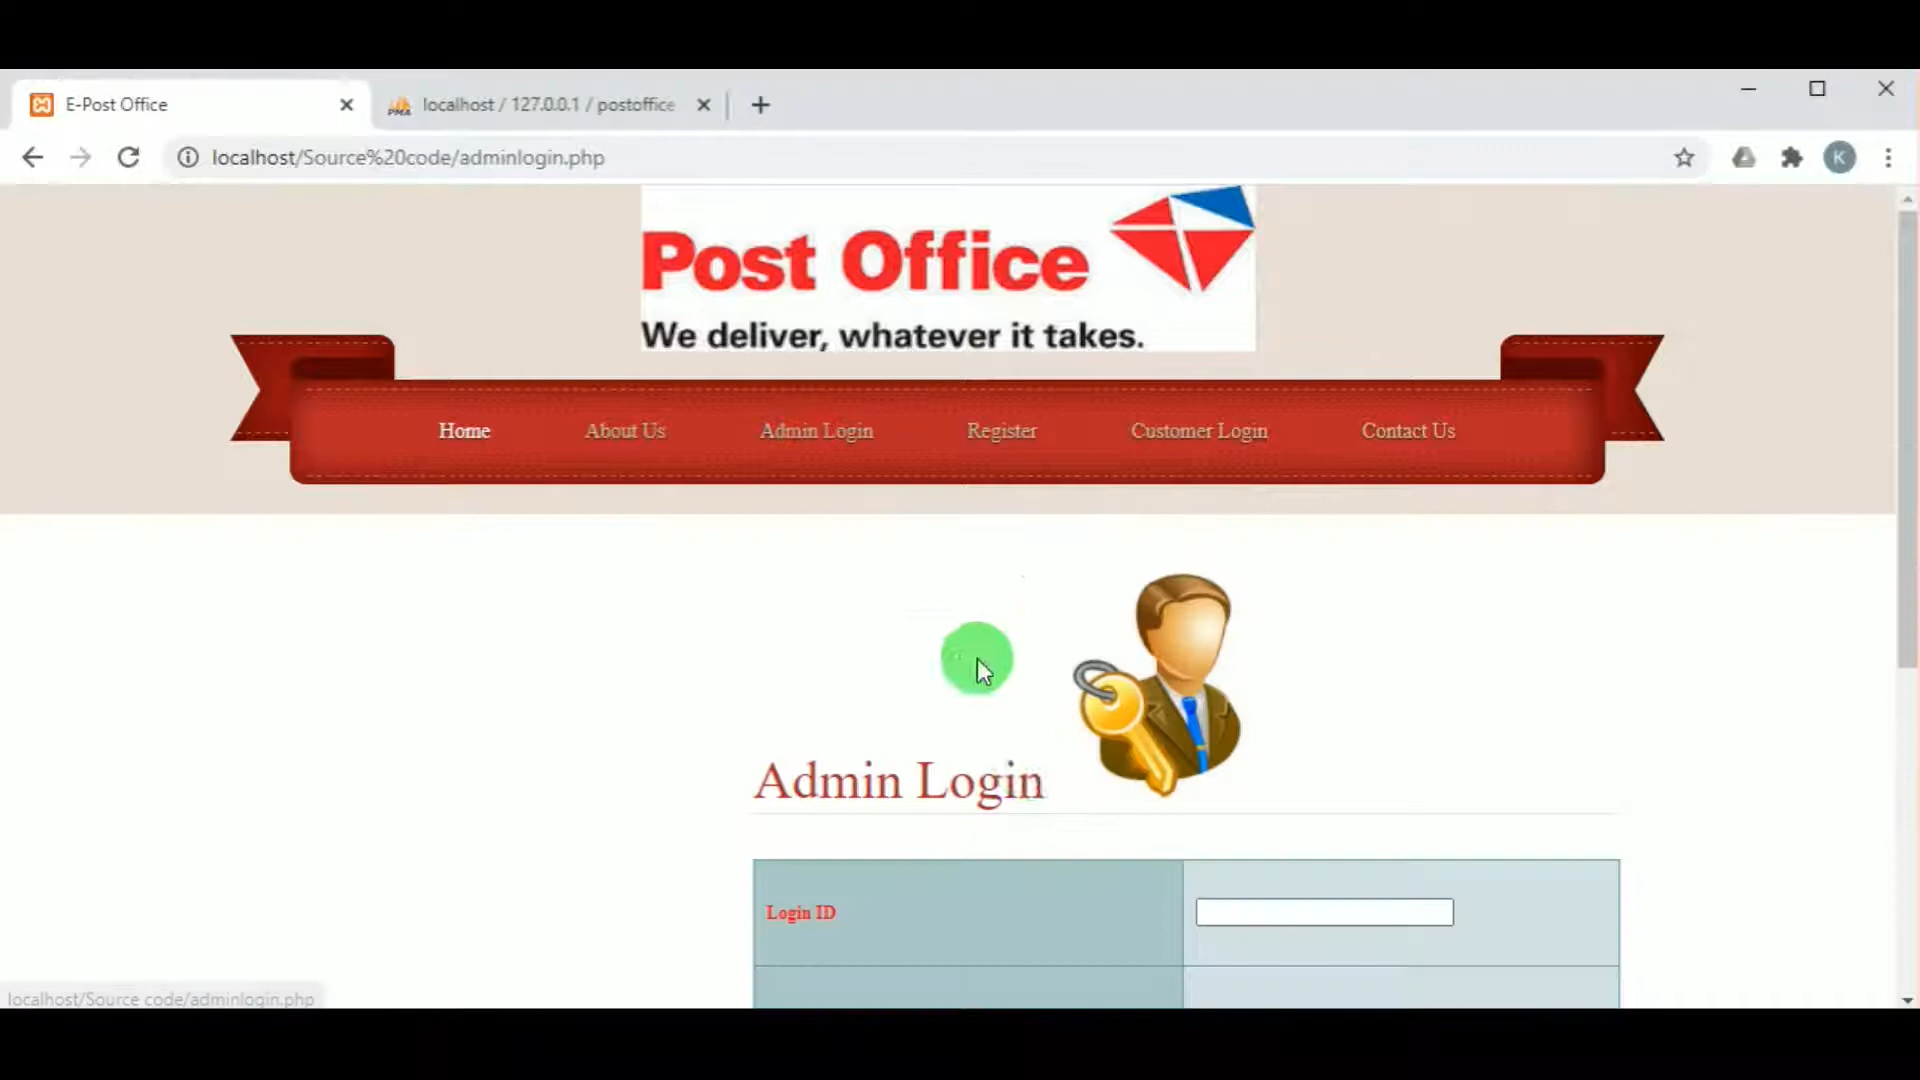 E-Post Office
localhost / 127.0.0.1 / postoffice
localhost/Source%20code/adminlogin.php
K
Post Office
We deliver, whatever it takes.
Home
About Us
Admin Login
Register
Customer Login
Contact Us
Admin Login
Login ID
localhost/Source code/adminlogin.php